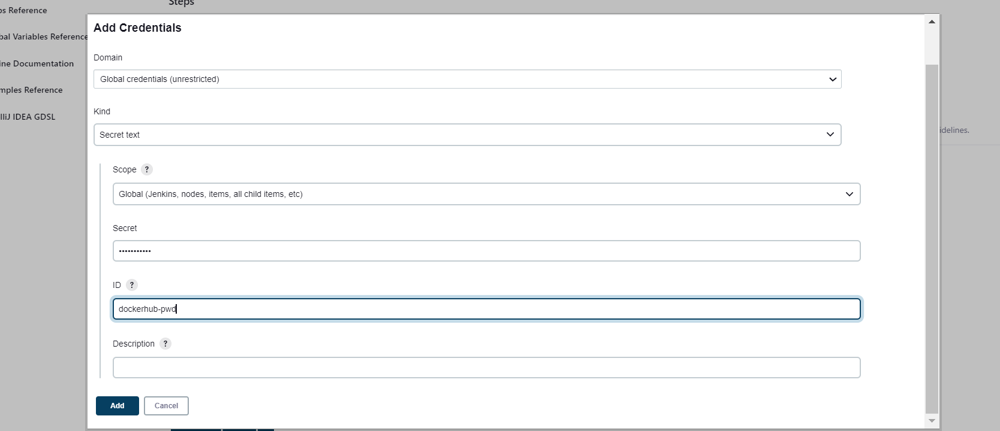 Steps
ps Reference
bal Variables Reference
ine Documentation
mples Reference
lliJ IDEA GDSL
idelines.
Add Credentials
Domain
Global credentials (unrestricted)
Kind
Secret text
Scope ?
Global (Jenkins, nodes, items, all child items, etc)
Secret
•••••••••••
ID ?
dockerhub-pwd
Description ?
Add Cancel